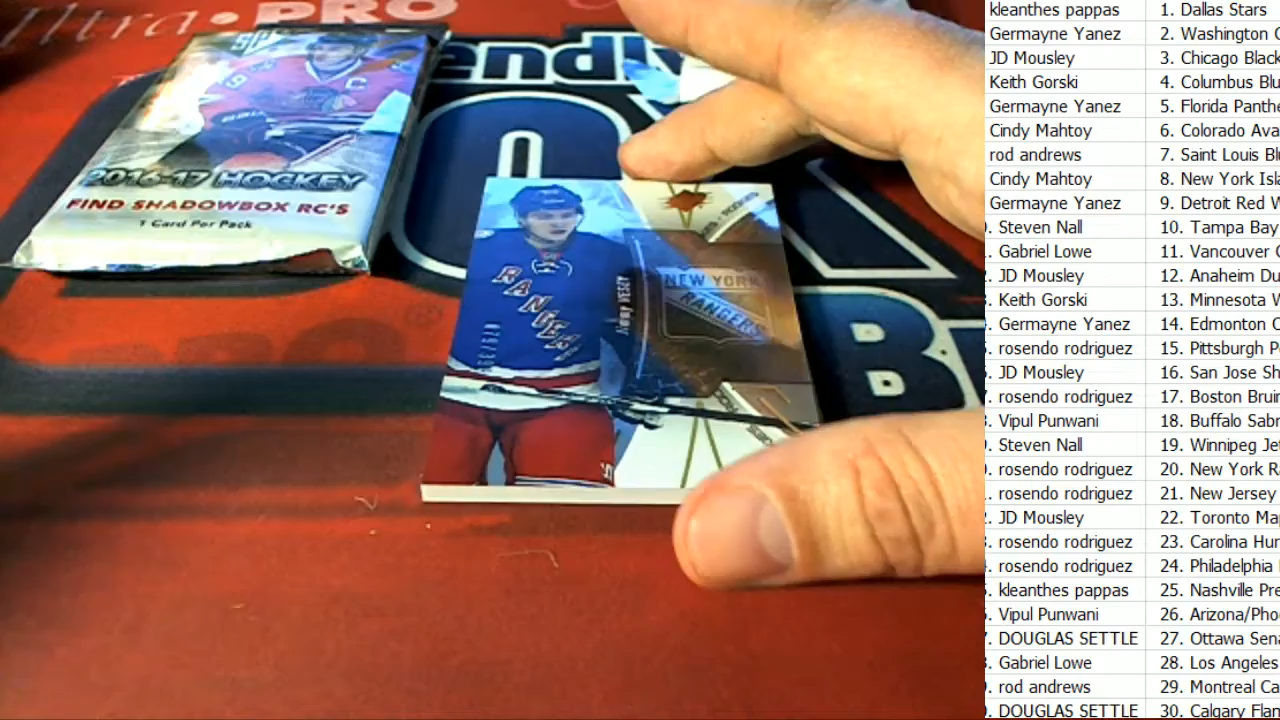 ultra•PRO
endly
2016-17 HOCKEY
FIND SHADOWBOX RC'S
1 Card Per Pack
RANGERS
Jimmy VESEY
NEW YORK
RANGERS
B
kleanthes pappas 1. Dallas Stars
Germayne Yanez 2. Washington C
JD Mousley 3. Chicago Black
Keith Gorski 4. Columbus Blu
Germayne Yanez 5. Florida Panthe
Cindy Mahtoy 6. Colorado Ava
rod andrews 7. Saint Louis Blu
Cindy Mahtoy 8. New York Isla
Germayne Yanez 9. Detroit Red W
. Steven Nall 10. Tampa Bay
. Gabriel Lowe 11. Vancouver C
. JD Mousley 12. Anaheim Du
. Keith Gorski 13. Minnesota W
. Germayne Yanez 14. Edmonton C
. rosendo rodriguez 15. Pittsburgh P
. JD Mousley 16. San Jose Sh
. rosendo rodriguez 17. Boston Bruin
. Vipul Punwani 18. Buffalo Sabr
. Steven Nall 19. Winnipeg Je
. rosendo rodriguez 20. New York R
. rosendo rodriguez 21. New Jersey
. JD Mousley 22. Toronto Map
. rosendo rodriguez 23. Carolina Hur
. rosendo rodriguez 24. Philadelphia
. kleanthes pappas 25. Nashville Pre
. Vipul Punwani 26. Arizona/Pho
. DOUGLAS SETTLE 27. Ottawa Sena
. Gabriel Lowe 28. Los Angeles
. rod andrews 29. Montreal Ca
. DOUGLAS SETTLE 30. Calgary Flan